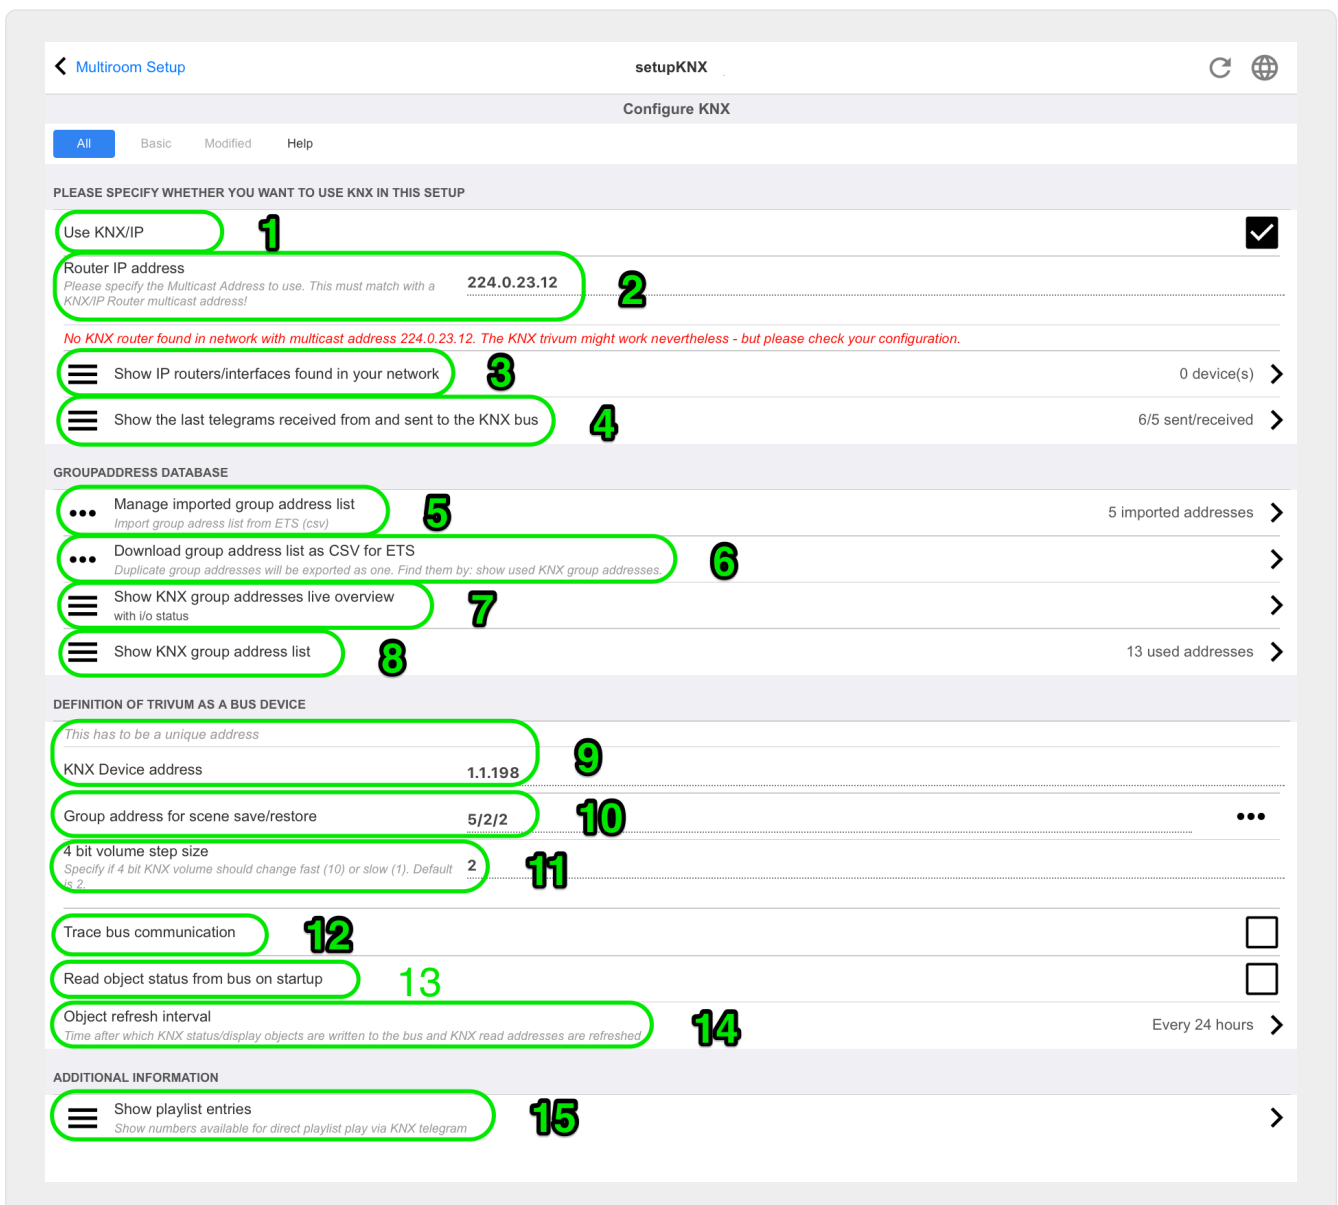 Multiroom Setup
setupKNX
Configure KNX
All Basic Modified Help
PLEASE SPECIFY WHETHER YOU WANT TO USE KNX IN THIS SETUP
Use KNX/IP 1
Router IP address
Please specify the Multicast Address to use. This must match with a
KNX/IP Router multicast address!
224.0.23.12 2
No KNX router found in network with multicast address 224.0.23.12. The KNX trivum might work nevertheless - but please check your configuration.
Show IP routers/interfaces found in your network 3 0 device(s)
Show the last telegrams received from and sent to the KNX bus 4 6/5 sent/received
GROUPADDRESS DATABASE
Manage imported group address list
Import group adress list from ETS (csv)
5 5 imported addresses
Download group address list as CSV for ETS
Duplicate group addresses will be exported as one. Find them by: show used KNX group addresses.
6
Show KNX group addresses live overview
with i/o status
7
Show KNX group address list 8 13 used addresses
DEFINITION OF TRIVUM AS A BUS DEVICE
This has to be a unique address
KNX Device address 1.1.198 9
Group address for scene save/restore 5/2/2 10
4 bit volume step size
Specify if 4 bit KNX volume should change fast (10) or slow (1). Default
is 2.
2 11
Trace bus communication 12
Read object status from bus on startup 13
Object refresh interval
Time after which KNX status/display objects are written to the bus and KNX read addresses are refreshed
14 Every 24 hours
ADDITIONAL INFORMATION
Show playlist entries
Show numbers available for direct playlist play via KNX telegram
15